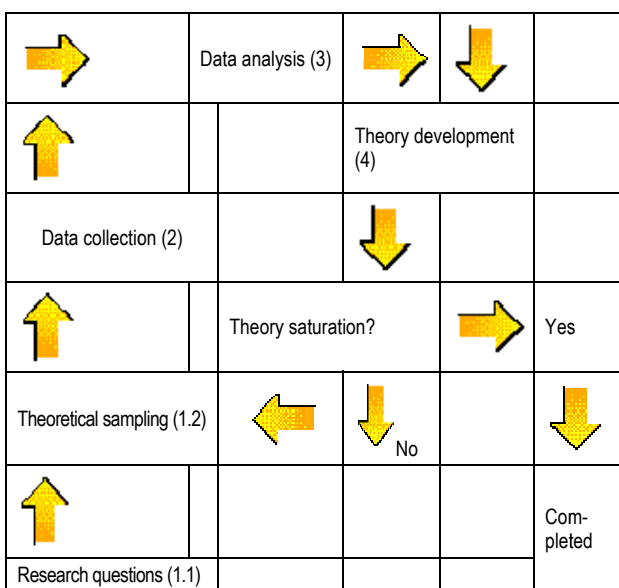 Data analysis (3)
Theory development
(4)
Data collection (2)
Theory saturation?
Yes
Theoretical sampling (1.2)
No
Com-
pleted
Research questions (1.1)